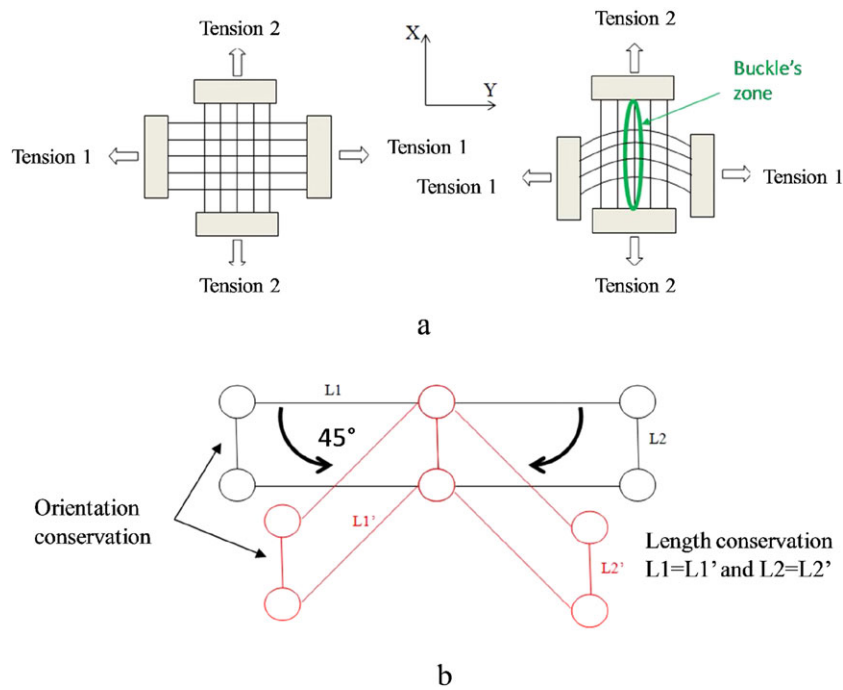 Tension 2
Tension 1
Tension 1
Tension 2
X
Y
Tension 2
Buckle's
zone
Tension 1
Tension 1
Tension 2
a
L1
45°
L2
Orientation
conservation
L1'
L2'
Length conservation
L1=L1' and L2=L2'
b